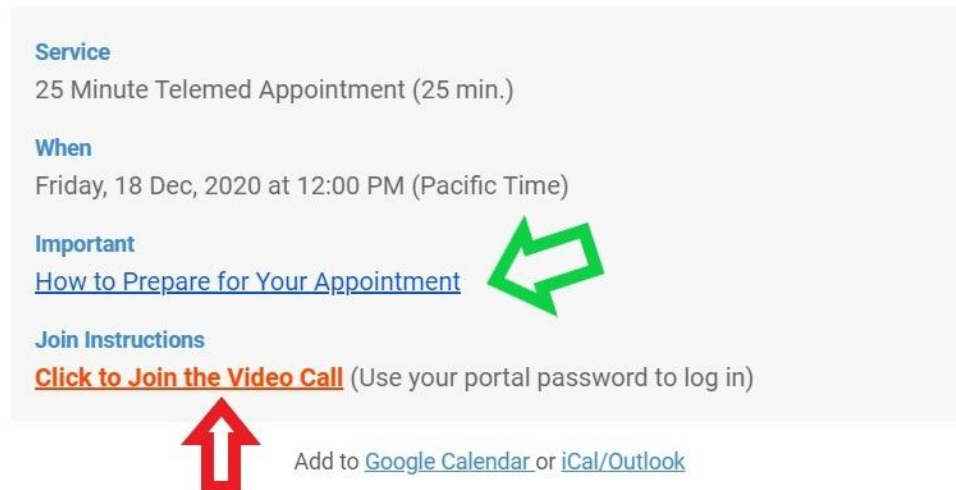 Service
25 Minute Telemed Appointment (25 min.)
When
Friday, 18 Dec, 2020 at 12:00 PM (Pacific Time)
Important
How to Prepare for Your Appointment
Join Instructions
Click to Join the Video Call (Use your portal password to log in)
Add to Google Calendar or iCal/Outlook